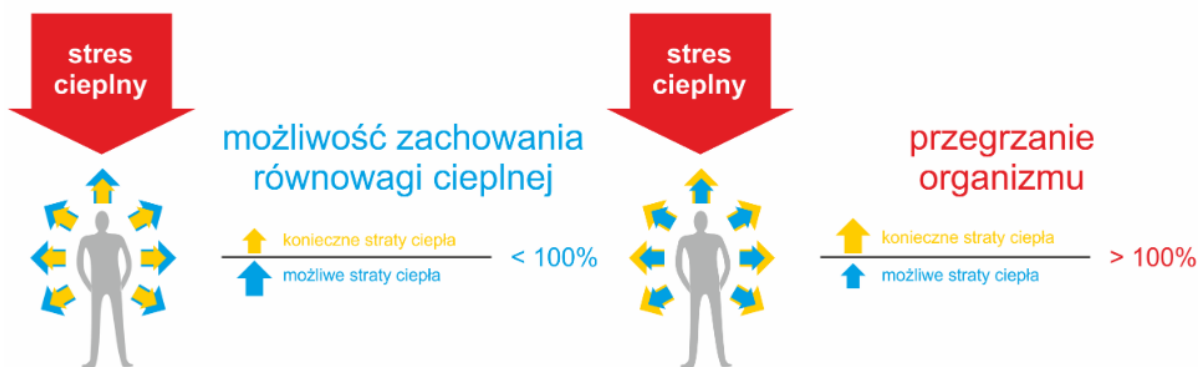 stres
cieplny
możliwość zachowania
równowagi cieplnej
konieczne straty ciepła
możliwe straty ciepła
< 100%
stres
cieplny
przegrzanie
organizmu
konieczne straty ciepła
możliwe straty ciepła
> 100%